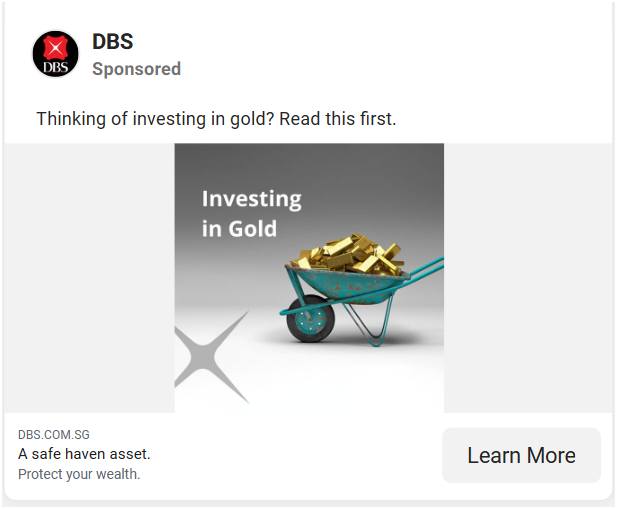 DBS
DBS
Sponsored
Thinking of investing in gold? Read this first.
Investing
in Gold
DBS.COM.SG
A safe haven asset.
Protect your wealth.
Learn More